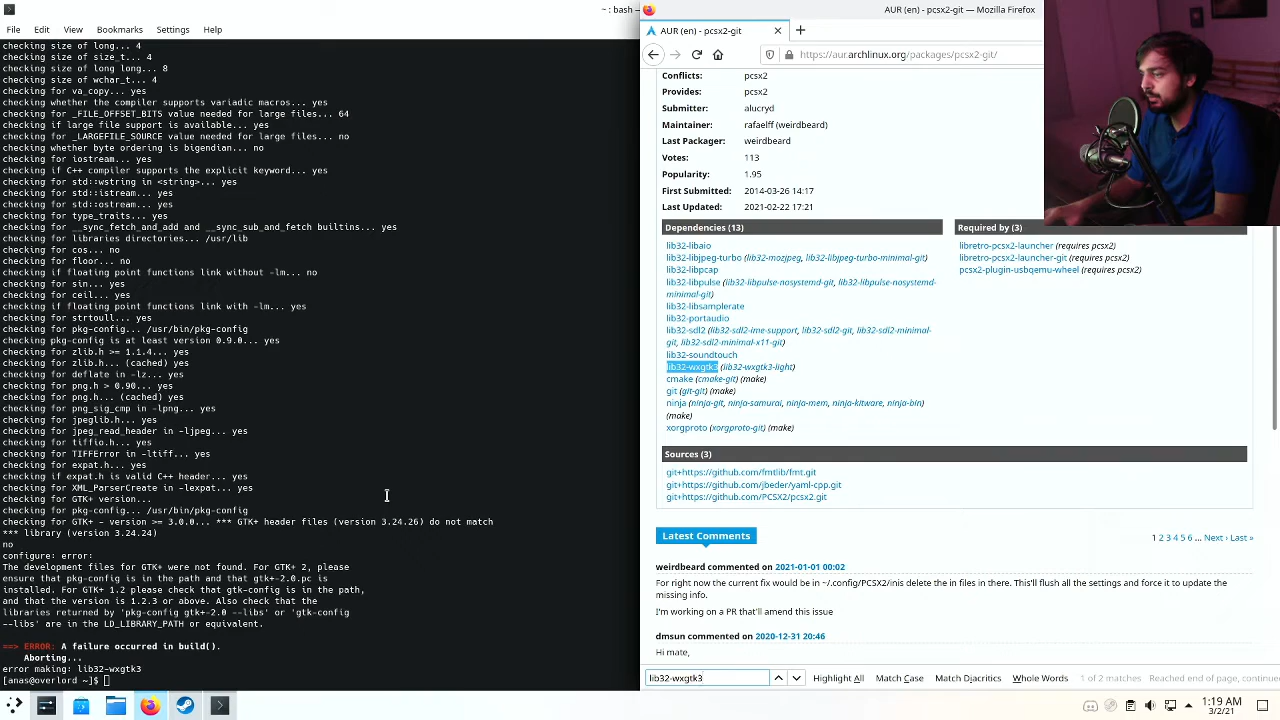 ~ : bash —
AUR (en) - pcsx2-git — Mozilla Firefox
File Edit View Bookmarks Settings Help
AUR (en) - pcsx2-git
https://aur.archlinux.org/packages/pcsx2-git/
checking size of long... 4
checking size of size_t... 4
checking size of long long... 8
checking size of wchar_t... 4
checking for va_copy... yes
checking whether the compiler supports variadic macros... yes
checking for _FILE_OFFSET_BITS value needed for large files... 64
checking if large file support is available... yes
checking for _LARGEFILE_SOURCE value needed for large files... no
checking whether byte ordering is bigendian... no
checking for iostream... yes
checking if C++ compiler supports the explicit keyword... yes
checking for std::wstring in <string>... yes
checking for std::istream... yes
checking for std::ostream... yes
checking for type_traits... yes
checking for __sync_fetch_and_add and __sync_sub_and_fetch builtins... yes
checking for libraries directories... /usr/lib
checking for cos... no
checking for floor... no
checking if floating point functions link without -lm... no
checking for sin... yes
checking for ceil... yes
checking if floating point functions link with -lm... yes
checking for strtoull... yes
checking for pkg-config... /usr/bin/pkg-config
checking pkg-config is at least version 0.9.0... yes
checking for zlib.h >= 1.1.4... yes
checking for zlib.h... (cached) yes
checking for deflate in -lz... yes
checking for png.h > 0.90... yes
checking for png.h... (cached) yes
checking for png_sig_cmp in -lpng... yes
checking for jpeglib.h... yes
checking for jpeg_read_header in -ljpeg... yes
checking for tiffio.h... yes
checking for TIFFError in -ltiff... yes
checking for expat.h... yes
checking if expat.h is valid C++ header... yes
checking for XML_ParserCreate in -lexpat... yes
checking for GTK+ version...
checking for pkg-config... /usr/bin/pkg-config
checking for GTK+ - version >= 3.0.0... *** GTK+ header files (version 3.24.26) do not match
*** library (version 3.24.24)
no
configure: error:
The development files for GTK+ were not found. For GTK+ 2, please
ensure that pkg-config is in the path and that gtk+-2.0.pc is
installed. For GTK+ 1.2 please check that gtk-config is in the path,
and that the version is 1.2.3 or above. Also check that the
libraries returned by 'pkg-config gtk+-2.0 --libs' or 'gtk-config
--libs' are in the LD_LIBRARY_PATH or equivalent.
==> ERROR: A failure occurred in build().
Aborting...
error making: lib32-wxgtk3
[anas@overlord ~]$
Conflicts: pcsx2
Provides: pcsx2
Submitter: alucryd
Maintainer: rafaelff (weirdbeard)
Last Packager: weirdbeard
Votes: 113
Popularity: 1.95
First Submitted: 2014-03-26 14:17
Last Updated: 2021-02-22 17:21
Dependencies (13)
lib32-libaio
lib32-libjpeg-turbo (lib32-mozjpeg, lib32-libjpeg-turbo-minimal-git)
lib32-libpcap
lib32-libpulse (lib32-libpulse-nosystemd-git, lib32-libpulse-nosystemd-
minimal-git)
lib32-libsamplerate
lib32-portaudio
lib32-sdl2 (lib32-sdl2-ime-support, lib32-sdl2-git, lib32-sdl2-minimal-
git, lib32-sdl2-minimal-x11-git)
lib32-soundtouch
lib32-wxgtk3 (lib32-wxgtk3-light)
cmake (cmake-git) (make)
git (git-git) (make)
ninja (ninja-git, ninja-samurai, ninja-mem, ninja-kitware, ninja-bin)
(make)
xorgproto (xorgproto-git) (make)
Required by (3)
libretro-pcsx2-launcher (requires pcsx2)
libretro-pcsx2-launcher-git (requires pcsx2)
pcsx2-plugin-usbqemu-wheel (requires pcsx2)
Sources (3)
git+https://github.com/fmtlib/fmt.git
git+https://github.com/jbeder/yaml-cpp.git
git+https://github.com/PCSX2/pcsx2.git
Latest Comments
1 2 3 4 5 6 ... Next › Last »
weirdbeard commented on 2021-01-01 00:02
For right now the current fix would be in ~/.config/PCSX2/inis delete the in files in there. This'll flush all the settings and force it to update the
missing info.
I'm working on a PR that'll amend this issue
dmsun commented on 2020-12-31 20:46
Hi mate,
lib32-wxgtk3 Highlight All Match Case Match Diacritics Whole Words 1 of 2 matches Reached end of page, continue
1:19 AM
3/2/21